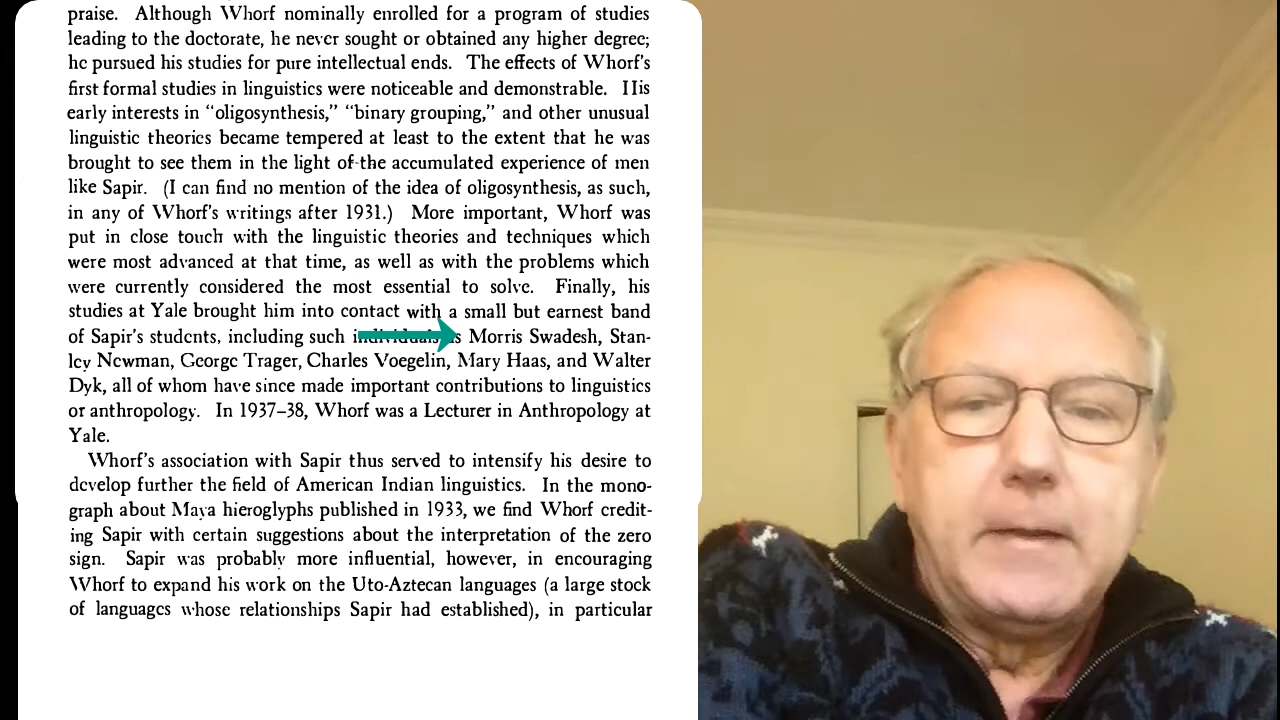 praise. Although Whorf nominally enrolled for a program of studies
leading to the doctorate, he never sought or obtained any higher degree;
he pursued his studies for pure intellectual ends. The effects of Whorf's
first formal studies in linguistics were noticeable and demonstrable. His
early interests in “oligosynthesis,” “binary grouping,” and other unusual
linguistic theories became tempered at least to the extent that he was
brought to see them in the light of the accumulated experience of men
like Sapir. (I can find no mention of the idea of oligosynthesis, as such,
in any of Whorf's writings after 1931.) More important, Whorf was
put in close touch with the linguistic theories and techniques which
were most advanced at that time, as well as with the problems which
were currently considered the most essential to solve. Finally, his
studies at Yale brought him into contact with a small but earnest band
of Sapir's students, including such individuals as Morris Swadesh, Stan-
ley Newman, George Trager, Charles Voegelin, Mary Haas, and Walter
Dyk, all of whom have since made important contributions to linguistics
or anthropology. In 1937–38, Whorf was a Lecturer in Anthropology at
Yale.
Whorf's association with Sapir thus served to intensify his desire to
develop further the field of American Indian linguistics. In the mono-
graph about Maya hieroglyphs published in 1933, we find Whorf credit-
ing Sapir with certain suggestions about the interpretation of the zero
sign. Sapir was probably more influential, however, in encouraging
Whorf to expand his work on the Uto-Aztecan languages (a large stock
of languages whose relationships Sapir had established), in particular